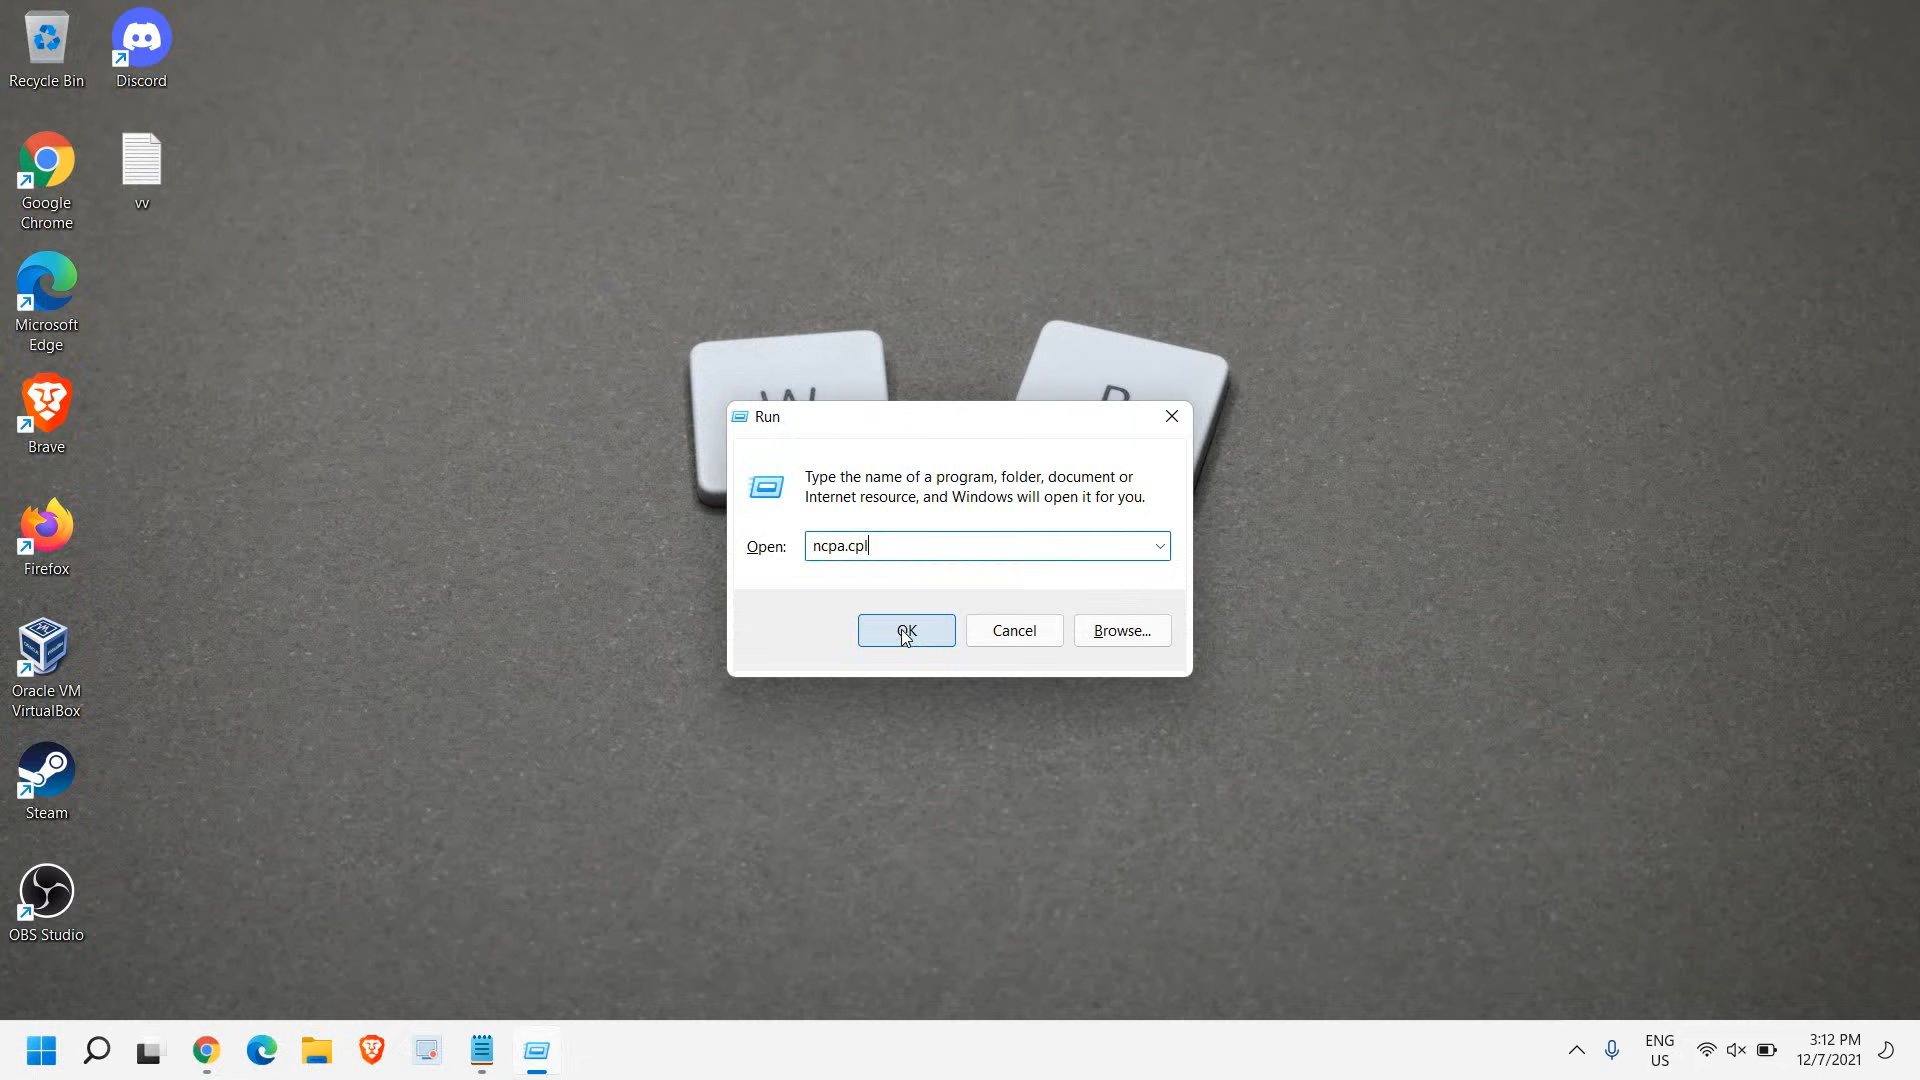 Recycle Bin
Discord
Google
Chrome
vv
Microsoft
Edge
Brave
Firefox
Oracle VM
VirtualBox
Steam
OBS Studio
W
R
Run
Type the name of a program, folder, document or
Internet resource, and Windows will open it for you.
Open:
ncpa.cpl
OK
Cancel
Browse...
ENG
US
3:12 PM
12/7/2021